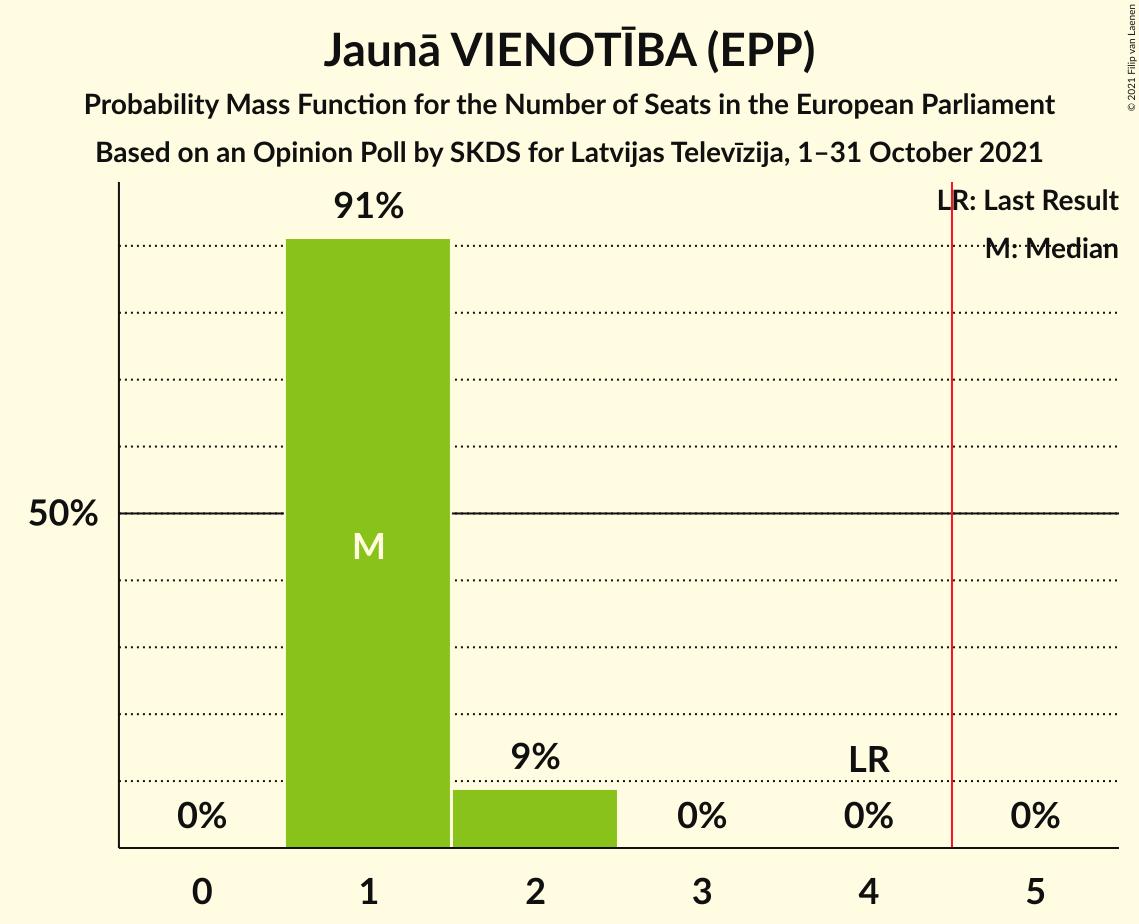 Jaunā VIENOTĪBA (EPP)
Probability Mass Function for the Number of Seats in the European Parliament
Based on an Opinion Poll by SKDS for Latvijas Televīzija, 1–31 October 2021
© 2021 Filip van Laenen
LR: Last Result
M: Median
91%
50%
M
9%
LR
0%
0%
0%
0%
0 1 2 3 4 5